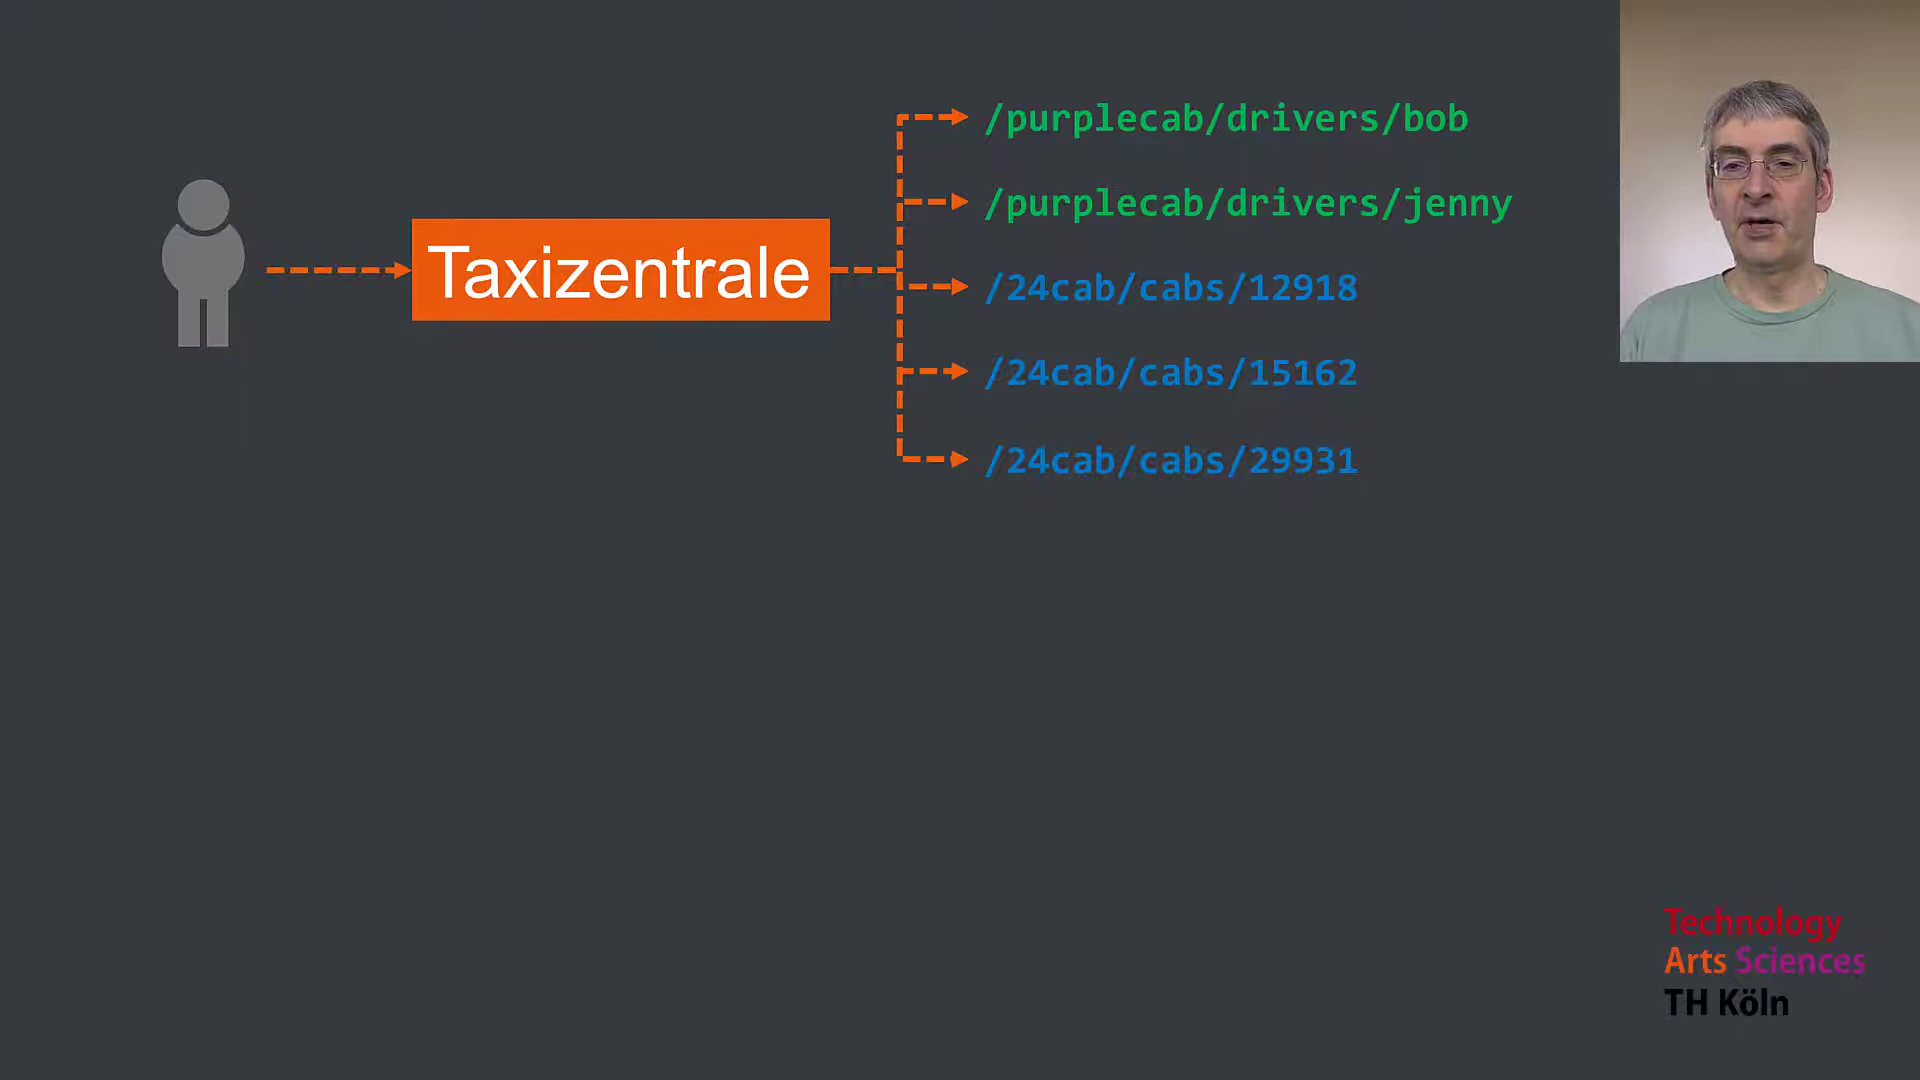 /purplecab/drivers/bob
/purplecab/drivers/jenny
Taxizentrale
/24cab/cabs/12918
/24cab/cabs/15162
/24cab/cabs/29931
Technology
Arts Sciences
TH Köln